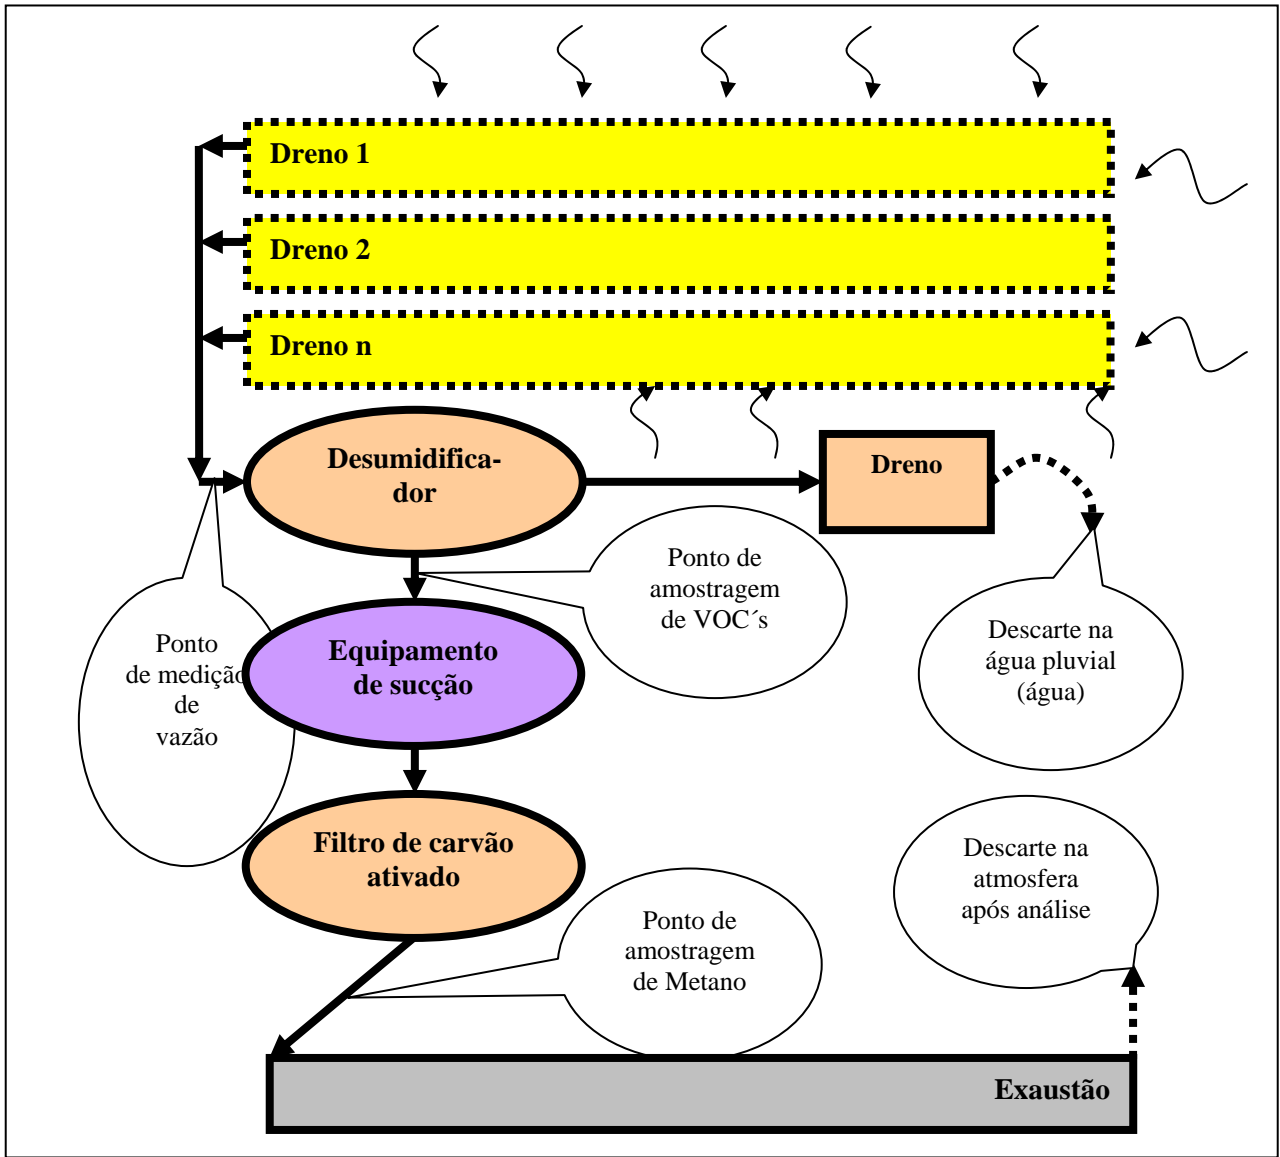 Dreno 1
Dreno 2
Dreno n
Desumidifica-
dor
Dreno
Ponto de
amostragem
de VOC´s
Ponto
de medição
de
vazão
Equipamento
de sucção
Descarte na
água pluvial
(água)
Filtro de carvão
ativado
Ponto de
amostragem
de Metano
Descarte na
atmosfera
após análise
Exaustão